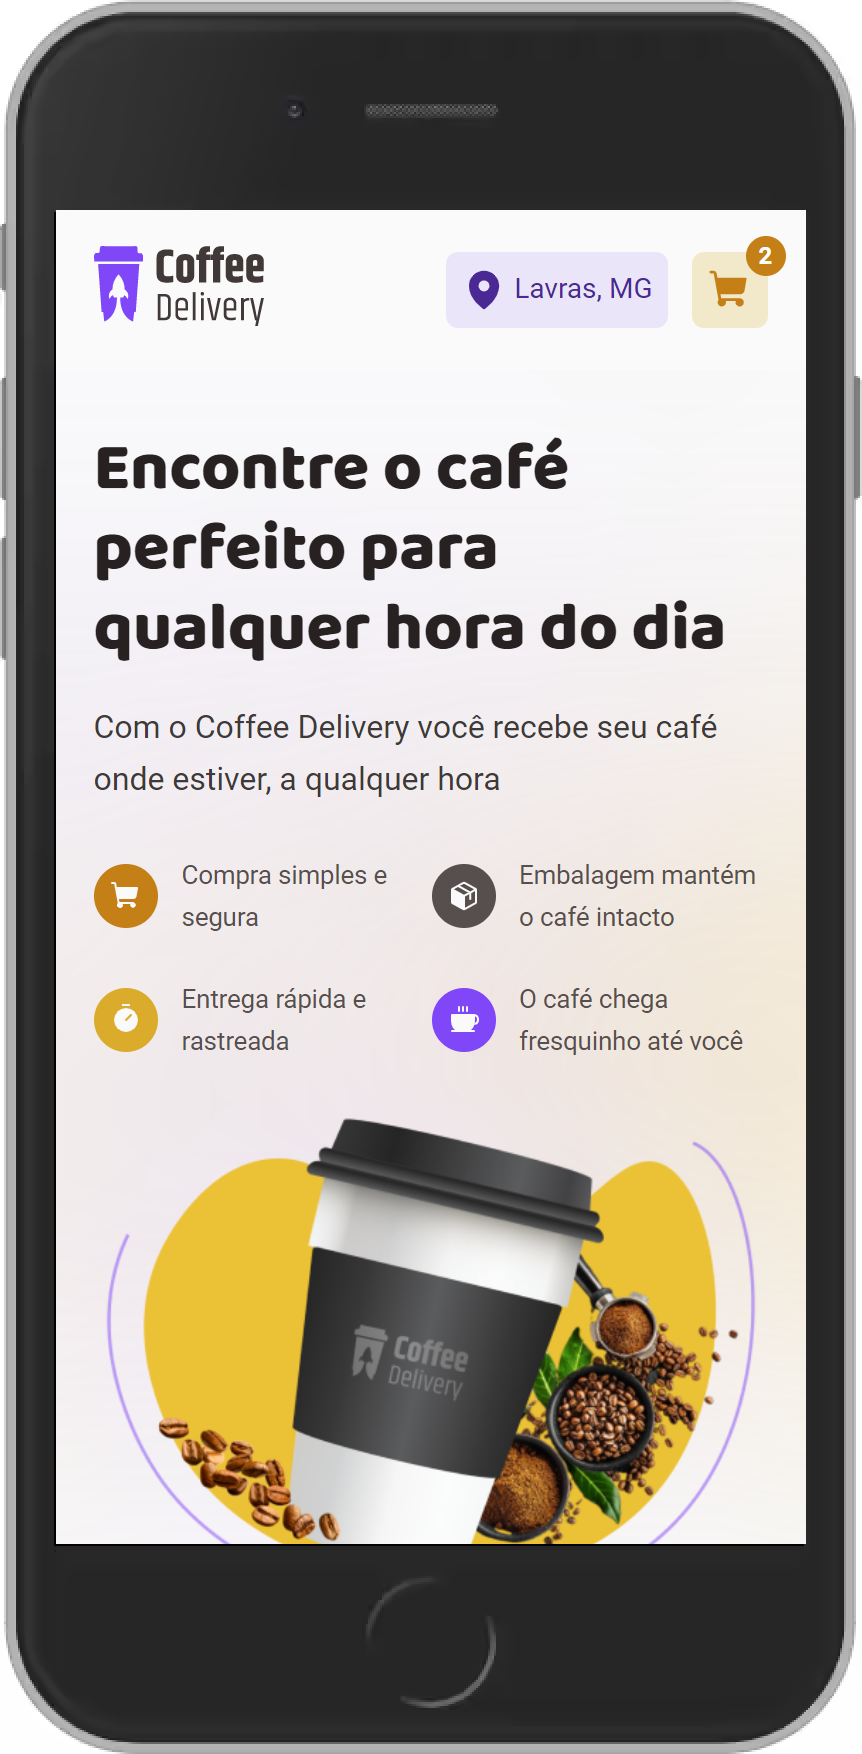 Coffee
Delivery
Lavras, MG
2
Encontre o café
perfeito para
qualquer hora do dia
Com o Coffee Delivery você recebe seu café
onde estiver, a qualquer hora
Compra simples e
segura
Embalagem mantém
o café intacto
Entrega rápida e
rastreada
O café chega
fresquinho até você
Coffee
Delivery